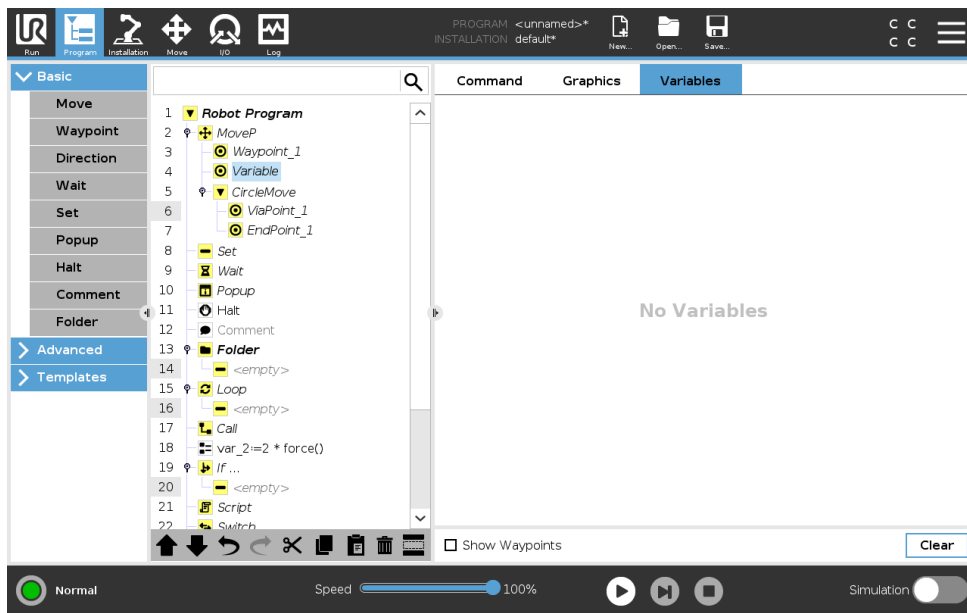 UR
Run
Program
Installation
Move
I/O
Log
PROGRAM <unnamed>*
INSTALLATION default*
New...
Open...
Save...
C C
C C
Basic
Move
Waypoint
Direction
Wait
Set
Popup
Halt
Comment
Folder
Advanced
Templates
1 Robot Program
2 MoveP
3 Waypoint_1
4 Variable
5 CircleMove
6 ViaPoint_1
7 EndPoint_1
8 Set
9 Wait
10 Popup
11 Halt
12 Comment
13 Folder
14 <empty>
15 Loop
16 <empty>
17 Call
18 var_2:=2 * force()
19 If ...
20 <empty>
21 Script
22 Switch
Command
Graphics
Variables
No Variables
Show Waypoints
Clear
Normal
Speed
100%
Simulation